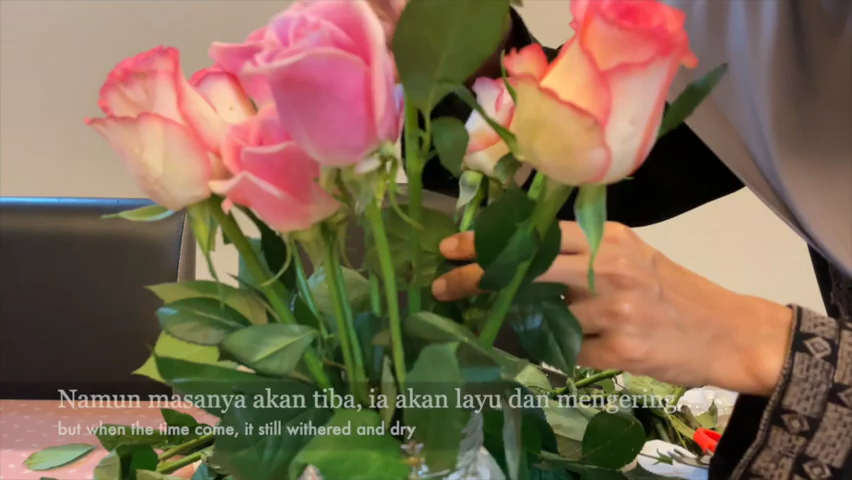 Namun masanya akan tiba, ia akan layu dan mengering...
but when the time come, it still withered and dry